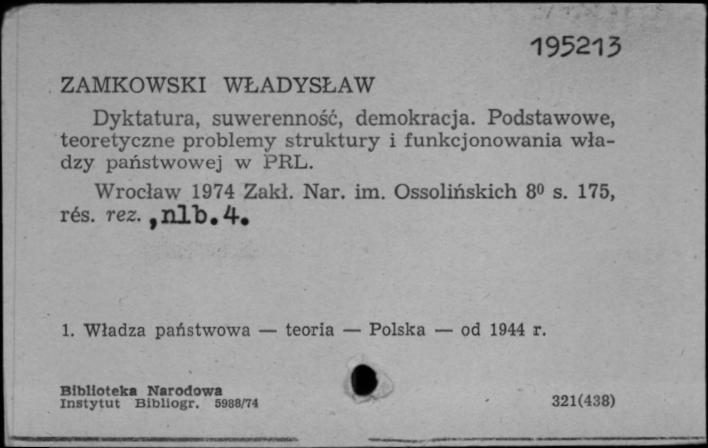 195213
ZAMKOWSKI WŁADYSŁAW
Dyktatura, suwerenność, demokracja. Podstawowe,
teoretyczne problemy struktury i funkcjonowania wła-
dzy państwowej w PRL.
Wrocław 1974 Zakł. Nar. im. Ossolińskich 8⁰ s. 175,
rés. rez. , nlb. 4.
1. Władza państwowa — teoria — Polska — od 1944 r.
Biblioteka Narodowa
Instytut Bibliogr. 5988/74
321(438)